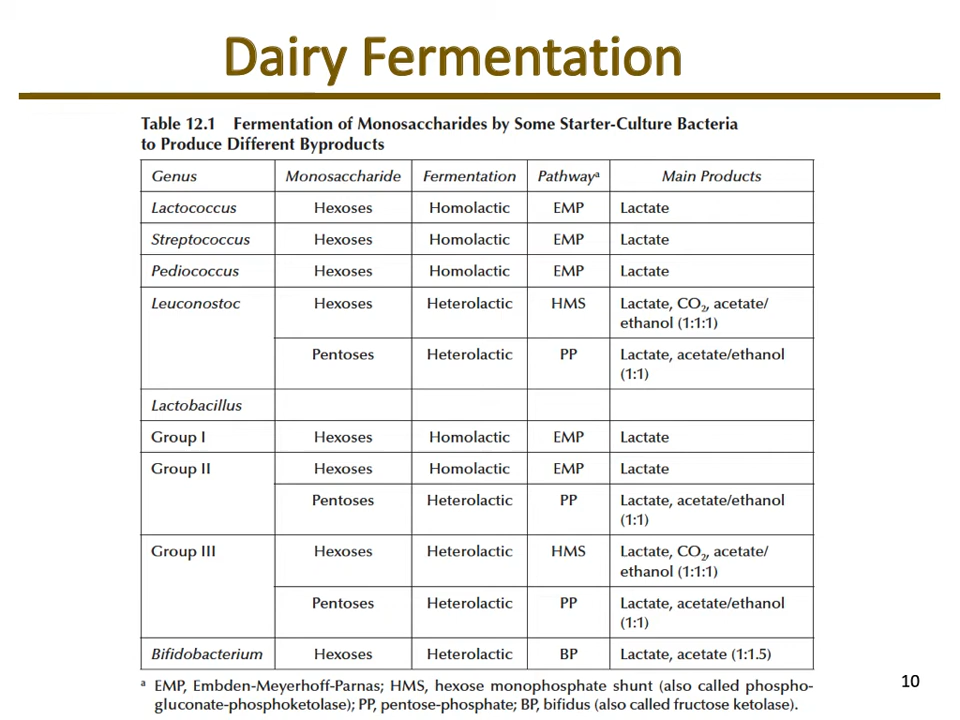 Dairy Fermentation
Table 12.1 Fermentation of Monosaccharides by Some Starter-Culture Bacteria
to Produce Different Byproducts
Genus Monosaccharide Fermentation Pathwayᵃ Main Products
Lactococcus Hexoses Homolactic EMP Lactate
Streptococcus Hexoses Homolactic EMP Lactate
Pediococcus Hexoses Homolactic EMP Lactate
Leuconostoc Hexoses Heterolactic HMS Lactate, CO₂, acetate/
ethanol (1:1:1)
Pentoses Heterolactic PP Lactate, acetate/ethanol
(1:1)
Lactobacillus
Group I Hexoses Homolactic EMP Lactate
Group II Hexoses Homolactic EMP Lactate
Pentoses Heterolactic PP Lactate, acetate/ethanol
(1:1)
Group III Hexoses Heterolactic HMS Lactate, CO₂, acetate/
ethanol (1:1:1)
Pentoses Heterolactic PP Lactate, acetate/ethanol
(1:1)
Bifidobacterium Hexoses Heterolactic BP Lactate, acetate (1:1.5)
ᵃ EMP, Embden-Meyerhoff-Parnas; HMS, hexose monophosphate shunt (also called phospho-
gluconate-phosphoketolase); PP, pentose-phosphate; BP, bifidus (also called fructose ketolase).
10